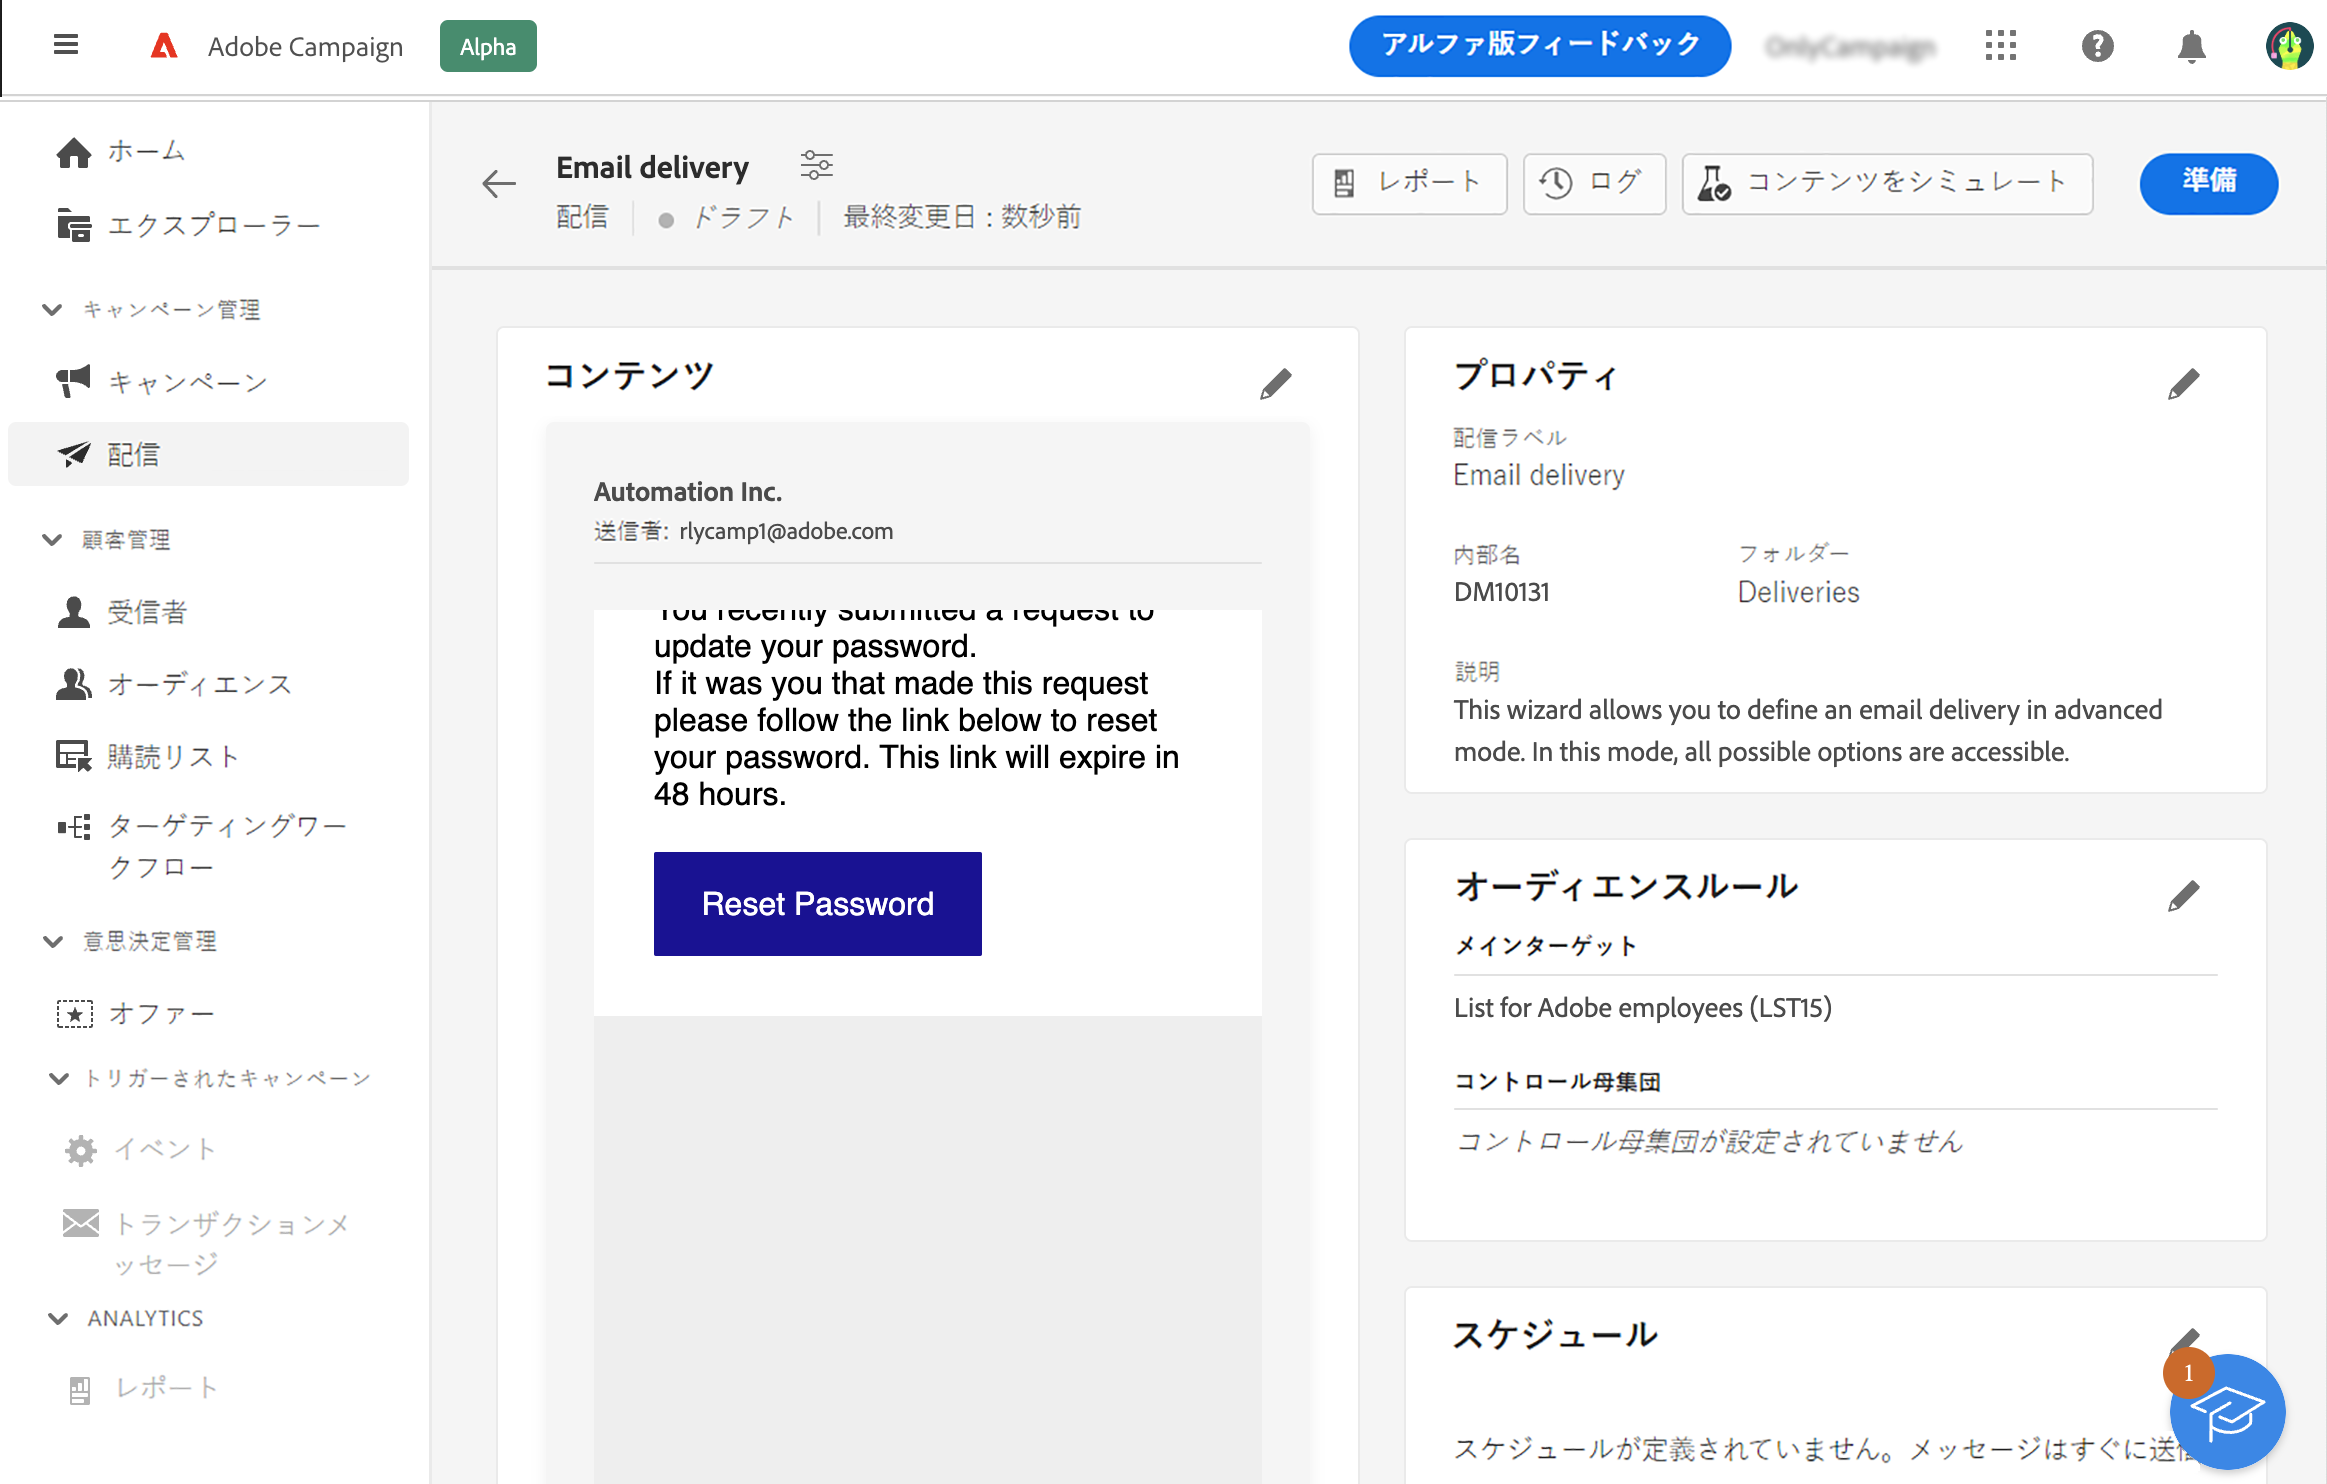 Adobe Campaign
Alpha
アルファ版フィードバック
OnlyCampaign
ホーム
エクスプローラー
キャンペーン管理
キャンペーン
配信
顧客管理
受信者
オーディエンス
購読リスト
ターゲティングワー
クフロー
意思決定管理
オファー
トリガーされたキャンペーン
イベント
トランザクションメ
ッセージ
ANALYTICS
レポート
Email delivery
配信
ドラフト
最終変更日 : 数秒前
レポート
ログ
コンテンツをシミュレート
準備
コンテンツ
Automation Inc.
送信者: rlycamp1@adobe.com
You recently submitted a request to
update your password.
If it was you that made this request
please follow the link below to reset
your password. This link will expire in
48 hours.
Reset Password
プロパティ
配信ラベル
Email delivery
内部名
フォルダー
DM10131
Deliveries
説明
This wizard allows you to define an email delivery in advanced
mode. In this mode, all possible options are accessible.
オーディエンスルール
メインターゲット
List for Adobe employees (LST15)
コントロール母集団
コントロール母集団が設定されていません
スケジュール
1
スケジュールが定義されていません。メッセージはすぐに送信